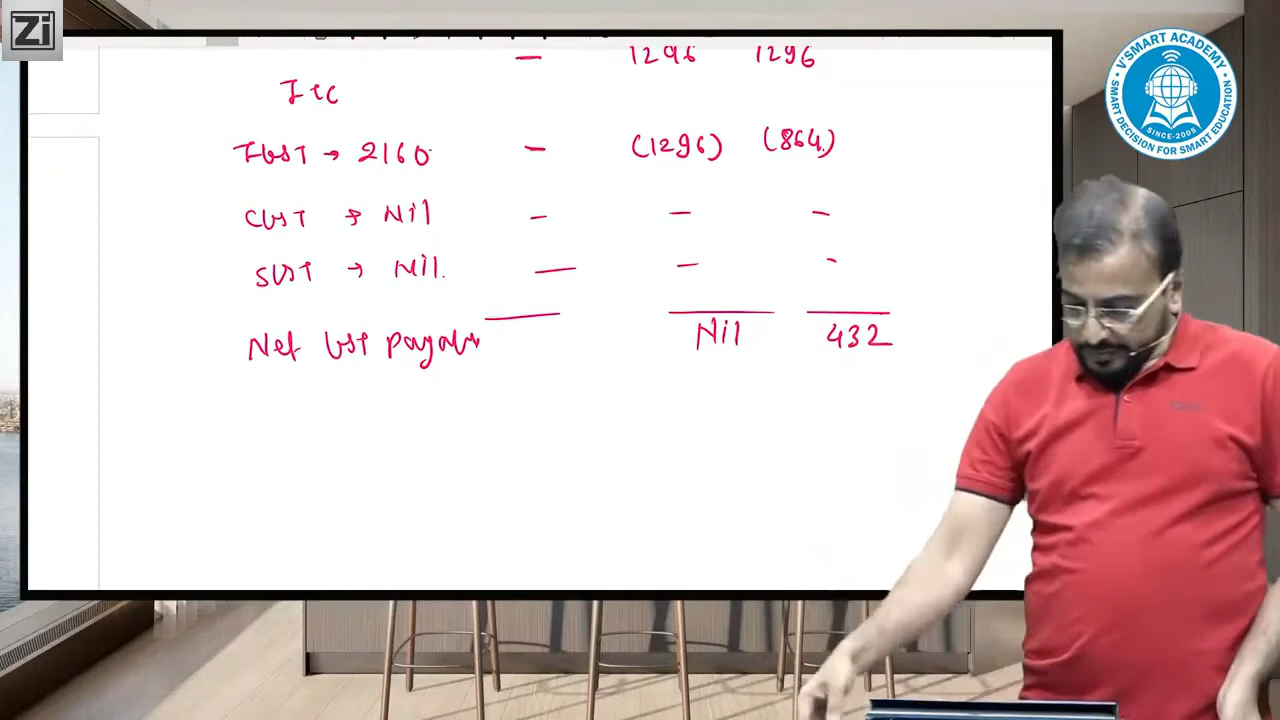 Zi
V'SMART ACADEMY
SMART DECISION FOR SMART EDUCATION
SINCE-2005
— 1296 1296
ITC
IGST → 2160 — (1296) (864)
CGST → Nil — — —
SGST → Nil. — — -
Net GST payable Nil 432